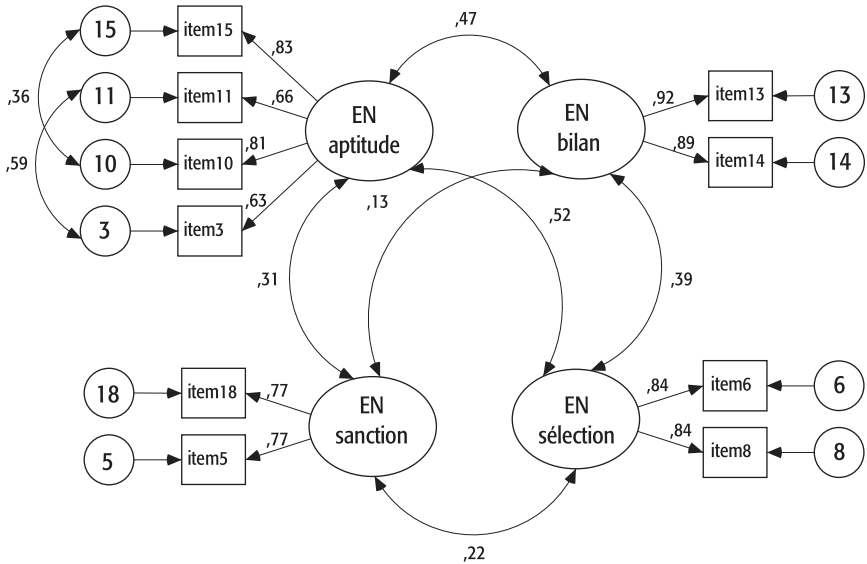 15
item15
,83
,47
11
item11
,66
EN
aptitude
EN
bilan
,92
item13
13
,36
10
item10
,81
,89
item14
14
,59
3
item3
,63
,13
,52
,31
,39
18
item18
,77
EN
sanction
EN
sélection
,84
item6
6
5
item5
,77
,84
item8
8
,22